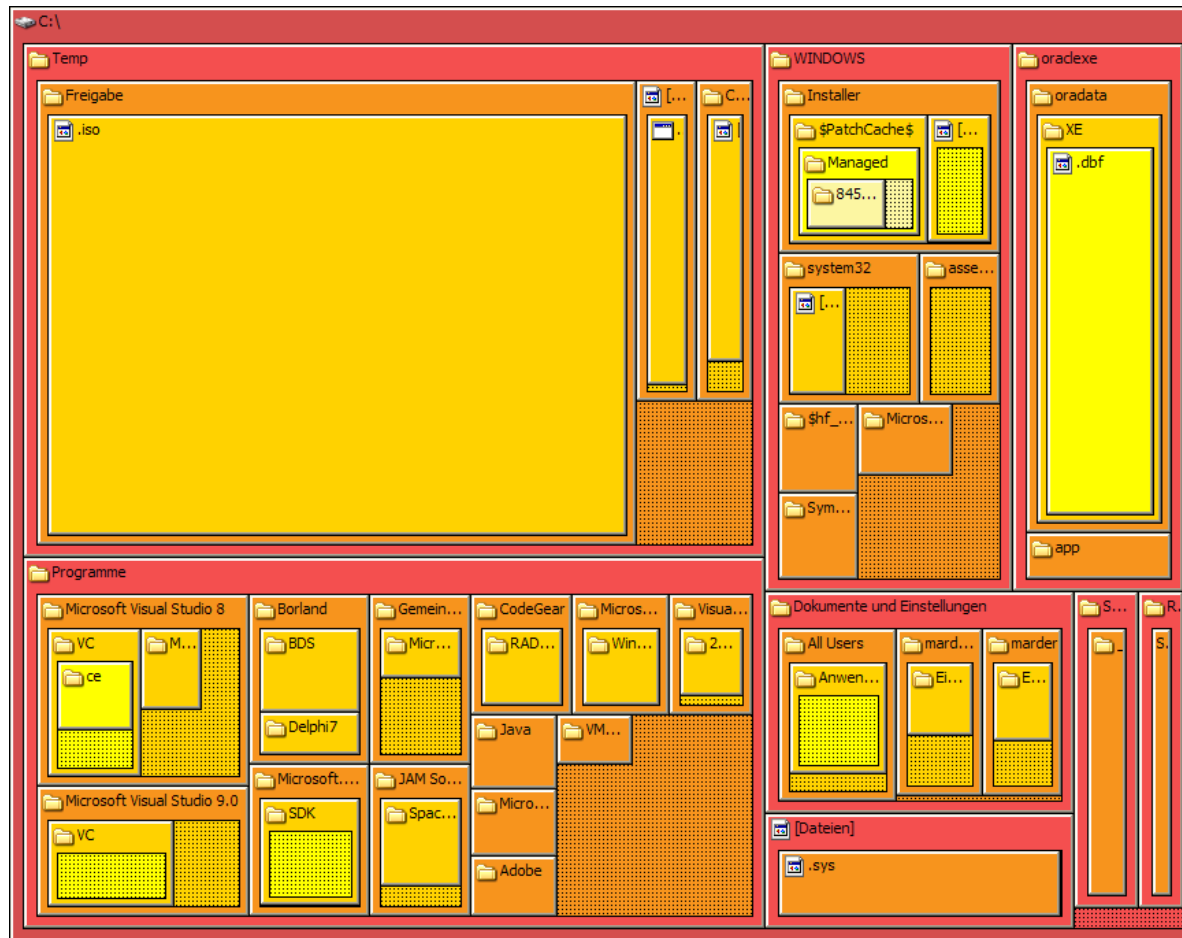 C:\
Temp
Freigabe
.iso
[...
.
C...
[
WINDOWS
Installer
$PatchCache$
[...
Managed
845...
system32
[...
asse...
$hf_...
Micros...
Sym...
oraclexe
oradata
XE
.dbf
app
Programme
Microsoft Visual Studio 8
VC
ce
M...
Microsoft Visual Studio 9.0
VC
Borland
BDS
Delphi7
Microsoft....
SDK
Gemein...
Micr...
JAM So...
Spac...
CodeGear
RAD...
Micros...
Win...
Visua...
2...
Java
VM...
Micro...
Adobe
Dokumente und Einstellungen
All Users
Anwen...
mard...
Ei...
marder
E...
[Dateien]
.sys
S...
_
R.
S.